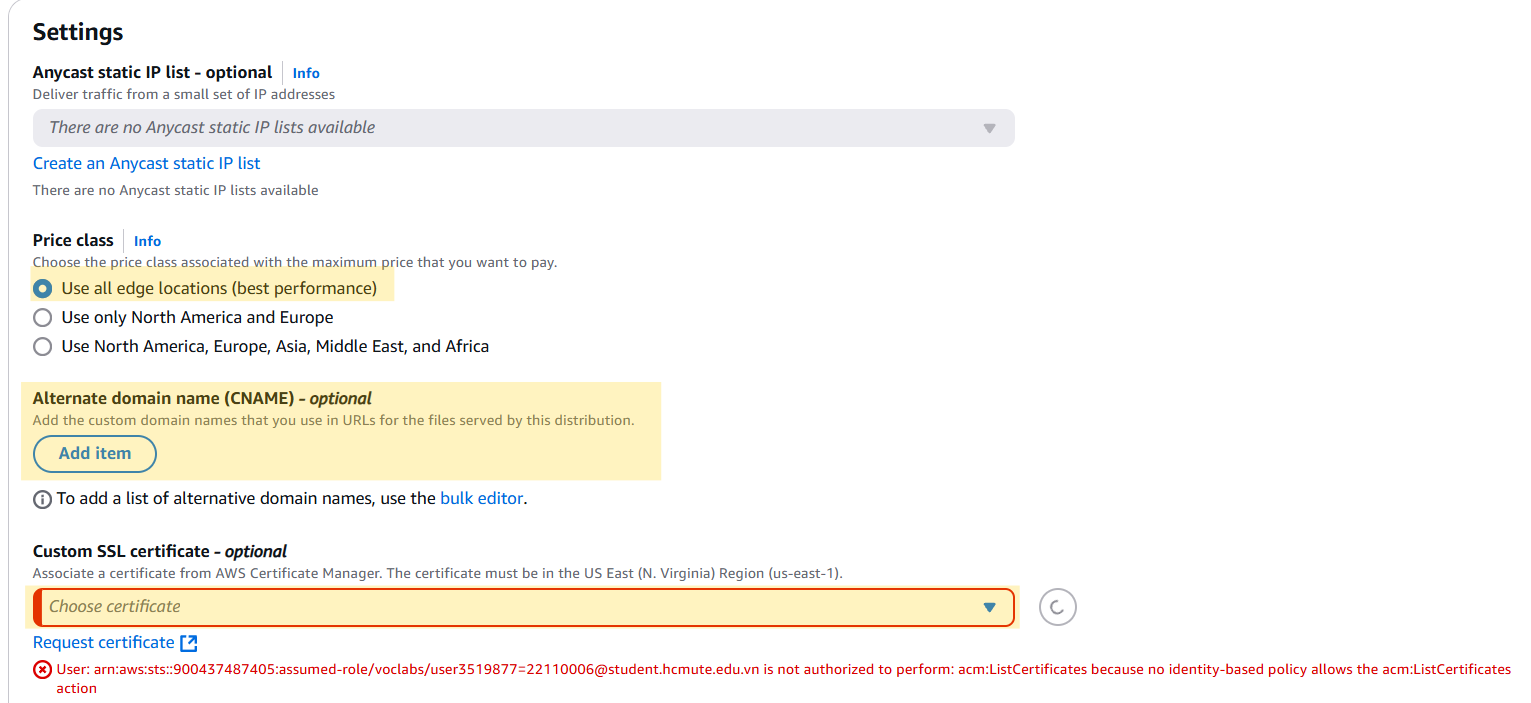 Settings
Anycast static IP list - optional Info
Deliver traffic from a small set of IP addresses
There are no Anycast static IP lists available
Create an Anycast static IP list
There are no Anycast static IP lists available
Price class Info
Choose the price class associated with the maximum price that you want to pay.
Use all edge locations (best performance)
Use only North America and Europe
Use North America, Europe, Asia, Middle East, and Africa
Alternate domain name (CNAME) - optional
Add the custom domain names that you use in URLs for the files served by this distribution.
Add item
To add a list of alternative domain names, use the bulk editor.
Custom SSL certificate - optional
Associate a certificate from AWS Certificate Manager. The certificate must be in the US East (N. Virginia) Region (us-east-1).
Choose certificate
Request certificate
User: arn:aws:sts::900437487405:assumed-role/voclabs/user3519877=22110006@student.hcmute.edu.vn is not authorized to perform: acm:ListCertificates because no identity-based policy allows the acm:ListCertificates
action